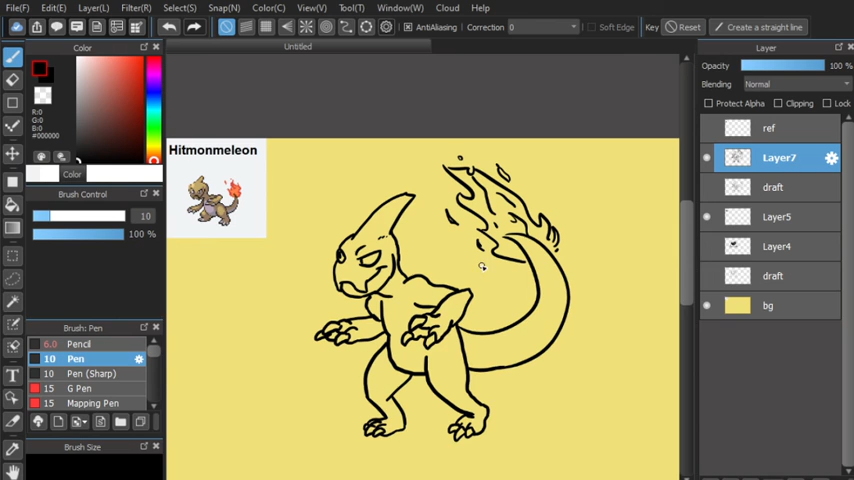 File(F) Edit(E) Layer(L) Filter(R) Select(S) Snap(N) Color(C) View(V) Tool(T) Window(W) Cloud Help
AntiAliasing Correction 0 Soft Edge Key Reset Create a straight line
Color
Untitled
Layer
Opacity 100 %
Blending Normal
Protect Alpha Clipping Lock
R:0
G:0
B:0
#000000
Color
Brush Control
10
100 %
Brush: Pen
6.0 Pencil
10 Pen
10 Pen (Sharp)
15 G Pen
15 Mapping Pen
Brush Size
Hitmonmeleon
ref
Layer7
draft
Layer5
Layer4
draft
bg